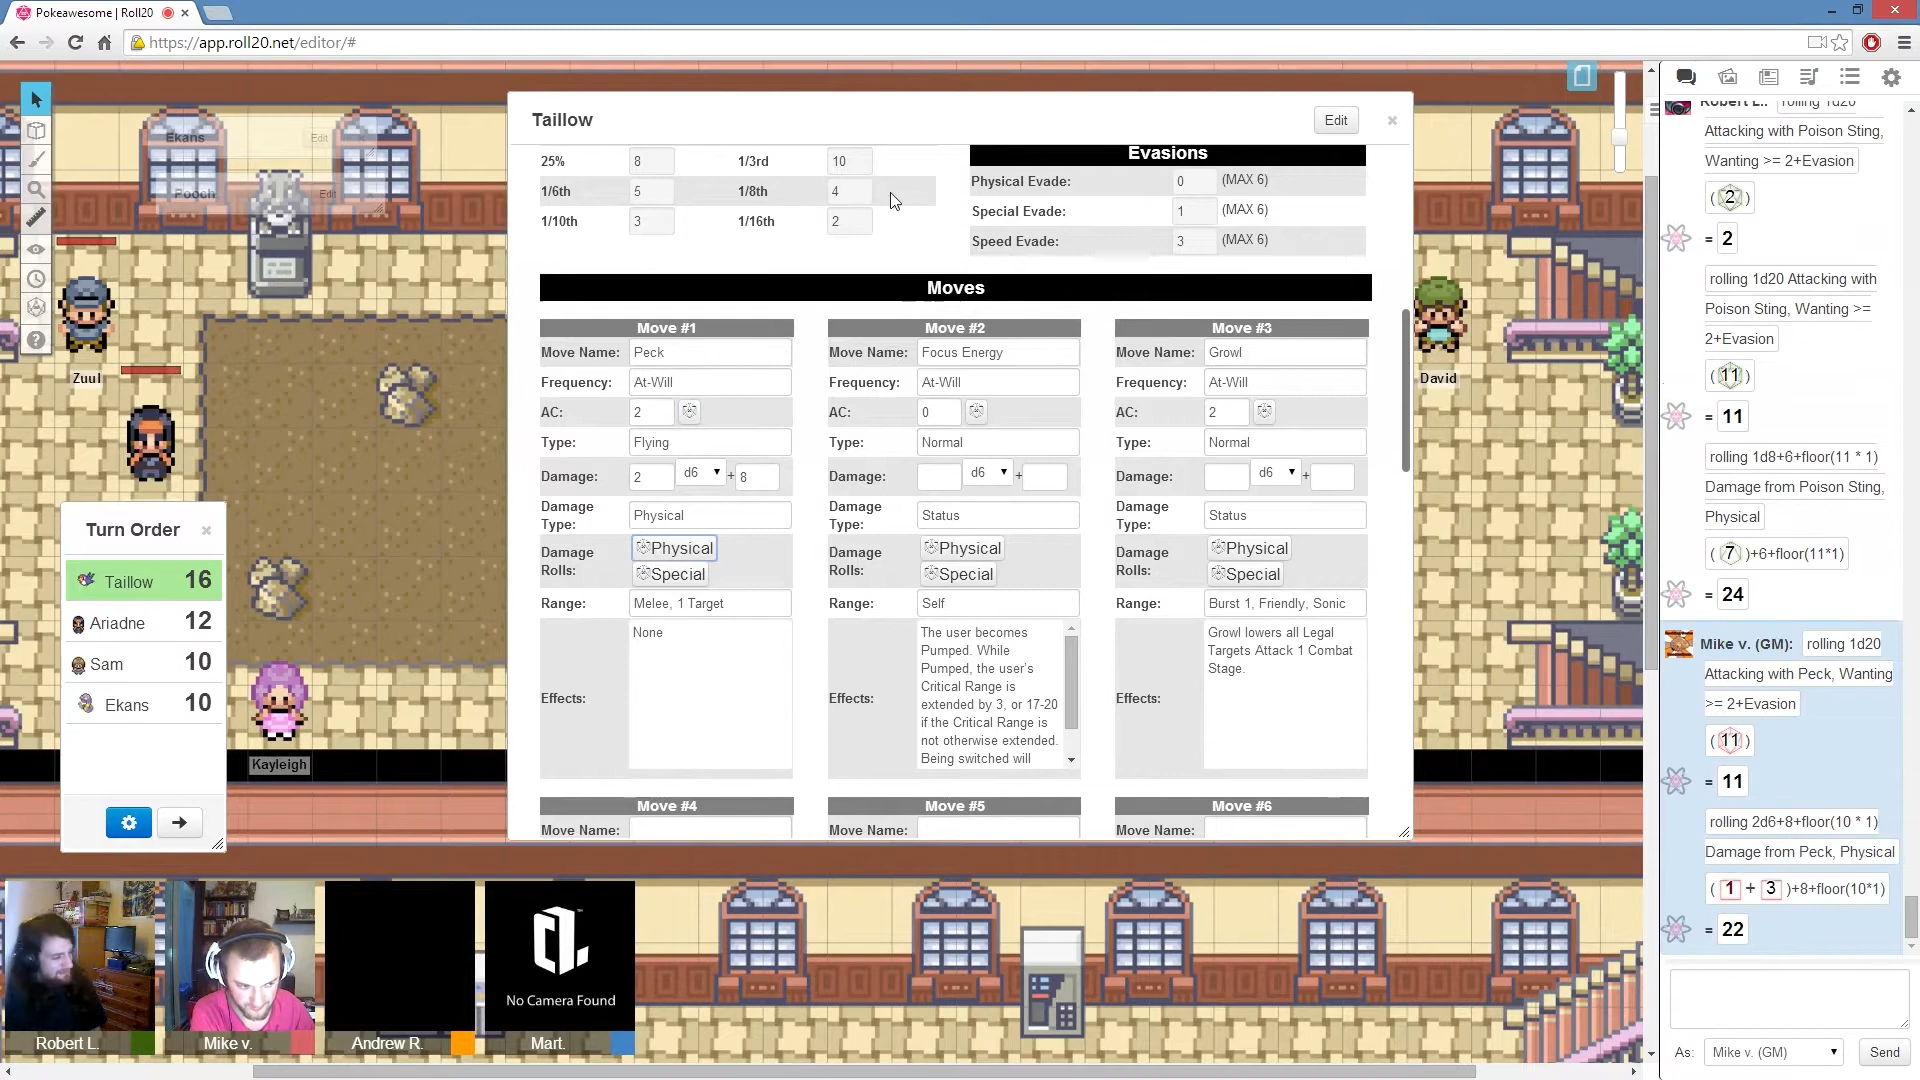 Pokeawesome | Roll20
https://app.roll20.net/editor/#
Ekans Edit
Pooch Edit
Zuul
David
Kayleigh
Turn Order ×
Taillow 16
Ariadne 12
Sam 10
Ekans 10
Taillow Edit ×
25% 8 1/3rd 10
1/6th 5 1/8th 4
1/10th 3 1/16th 2
Evasions
Physical Evade: 0 (MAX 6)
Special Evade: 1 (MAX 6)
Speed Evade: 3 (MAX 6)
Moves
Move #1
Move Name: Peck
Frequency: At-Will
AC: 2
Type: Flying
Damage: 2 d6 + 8
Damage
Type: Physical
Damage
Rolls: Physical
Special
Range: Melee, 1 Target
Effects: None
Move #2
Move Name: Focus Energy
Frequency: At-Will
AC: 0
Type: Normal
Damage: d6 +
Damage
Type: Status
Damage
Rolls: Physical
Special
Range: Self
Effects: The user becomes
Pumped. While
Pumped, the user's
Critical Range is
extended by 3, or 17-20
if the Critical Range is
not otherwise extended.
Being switched will
Move #3
Move Name: Growl
Frequency: At-Will
AC: 2
Type: Normal
Damage: d6 +
Damage
Type: Status
Damage
Rolls: Physical
Special
Range: Burst 1, Friendly, Sonic
Effects: Growl lowers all Legal
Targets Attack 1 Combat
Stage.
Move #4
Move Name:
Move #5
Move Name:
Move #6
Move Name:
Robert L.: rolling 1d20
Attacking with Poison Sting,
Wanting >= 2+Evasion
(2)
= 2
rolling 1d20 Attacking with
Poison Sting, Wanting >=
2+Evasion
(11)
= 11
rolling 1d8+6+floor(11 * 1)
Damage from Poison Sting,
Physical
(7)+6+floor(11*1)
= 24
Mike v. (GM): rolling 1d20
Attacking with Peck, Wanting
>= 2+Evasion
(11)
= 11
rolling 2d6+8+floor(10 * 1)
Damage from Peck, Physical
(1 + 3)+8+floor(10*1)
= 22
As: Mike v. (GM) Send
No Camera Found
Robert L.
Mike v.
Andrew R.
Mart.